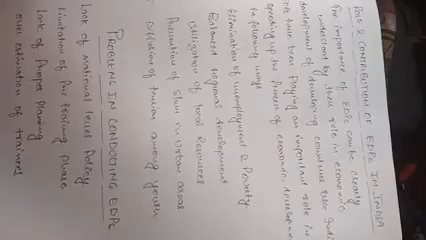 ROLE & CONTRIBUTION OF EDPs IN INDIA
The importance of EDPs can be clearly
understood by their role in economic
development of developing countries like India
EDPs have been playing an important role in
speeding up the process of economic development
in following ways
Elimination of unemployment & Poverty
Balanced regional development
Utilization of local Resources
Prevention of Slum in Urban areas
Diffusion of tension among youth
PROBLEMS IN CONDUCTING EDPs
Lack of national level Policy
Limitation of Pre training Phase
Lack of Proper planning
over estimation of trainees